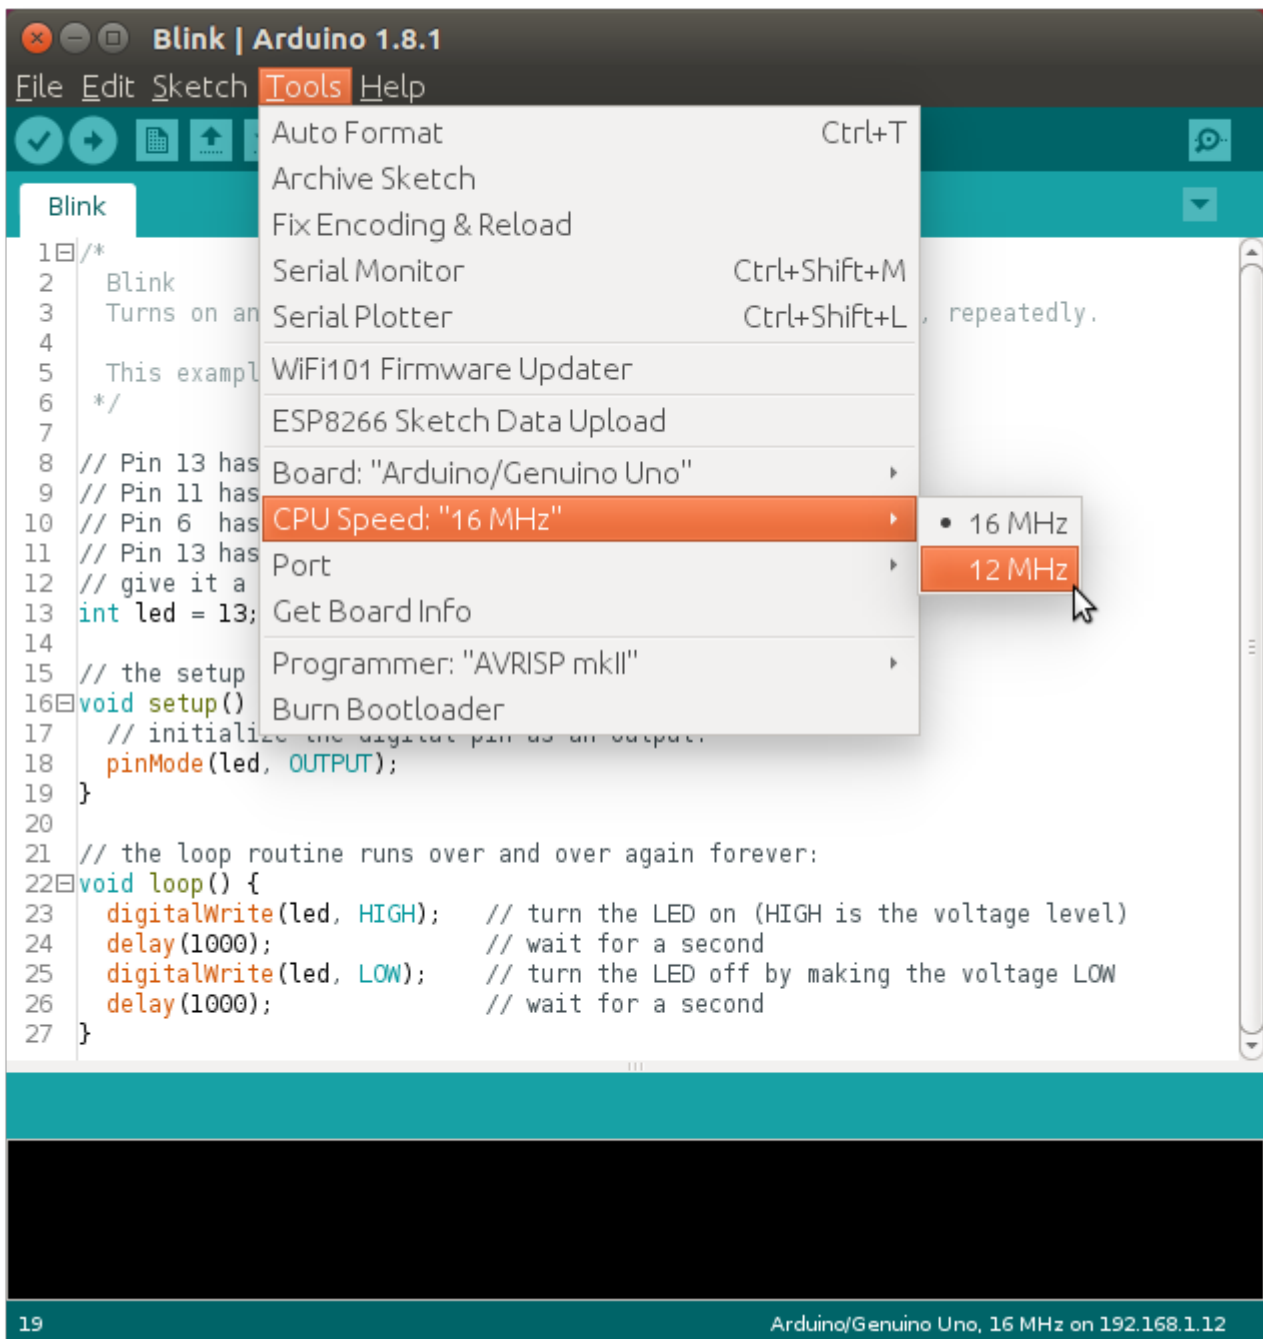 Blink | Arduino 1.8.1
File Edit Sketch Tools Help
Auto Format Ctrl+T
Archive Sketch
Fix Encoding & Reload
Serial Monitor Ctrl+Shift+M
Serial Plotter Ctrl+Shift+L
WiFi101 Firmware Updater
ESP8266 Sketch Data Upload
Board: "Arduino/Genuino Uno"
CPU Speed: "16 MHz"
Port
Get Board Info
Programmer: "AVRISP mkII"
Burn Bootloader
16 MHz
12 MHz
Blink
1 /*
2 Blink
3 Turns on an , repeatedly.
4
5 This exampl
6 */
7
8 // Pin 13 has
9 // Pin 11 has
10 // Pin 6 has
11 // Pin 13 has
12 // give it a
13 int led = 13;
14
15 // the setup
16 void setup()
17 // initialize the digital pin as an output.
18 pinMode(led, OUTPUT);
19 }
20
21 // the loop routine runs over and over again forever:
22 void loop() {
23 digitalWrite(led, HIGH); // turn the LED on (HIGH is the voltage level)
24 delay(1000); // wait for a second
25 digitalWrite(led, LOW); // turn the LED off by making the voltage LOW
26 delay(1000); // wait for a second
27 }
19 Arduino/Genuino Uno, 16 MHz on 192.168.1.12